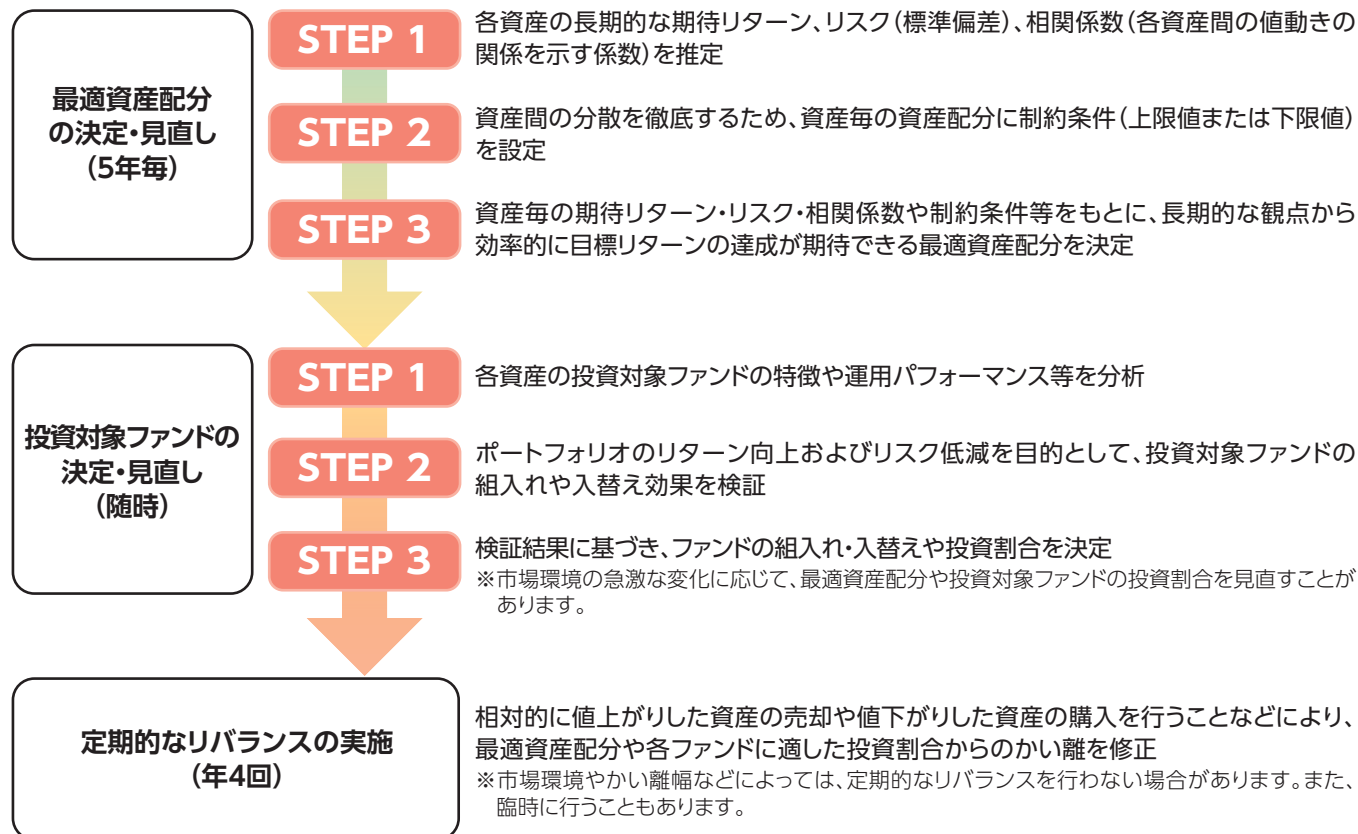 最適資産配分
の決定・見直し
（5年毎）
STEP 1
各資産の長期的な期待リターン、リスク（標準偏差）、相関係数（各資産間の値動きの
関係を示す係数）を推定
STEP 2
資産間の分散を徹底するため、資産毎の資産配分に制約条件（上限値または下限値）
を設定
STEP 3
資産毎の期待リターン・リスク・相関係数や制約条件等をもとに、長期的な観点から
効率的に目標リターンの達成が期待できる最適資産配分を決定
投資対象ファンドの
決定・見直し
（随時）
STEP 1
各資産の投資対象ファンドの特徴や運用パフォーマンス等を分析
STEP 2
ポートフォリオのリターン向上およびリスク低減を目的として、投資対象ファンドの
組入れや入替え効果を検証
STEP 3
検証結果に基づき、ファンドの組入れ・入替えや投資割合を決定
※市場環境の急激な変化に応じて、最適資産配分や投資対象ファンドの投資割合を見直すことが
あります。
定期的なリバランスの実施
（年4回）
相対的に値上がりした資産の売却や値下がりした資産の購入を行うことなどにより、
最適資産配分や各ファンドに適した投資割合からのかい離を修正
※市場環境やかい離幅などによっては、定期的なリバランスを行わない場合があります。また、
臨時に行うこともあります。